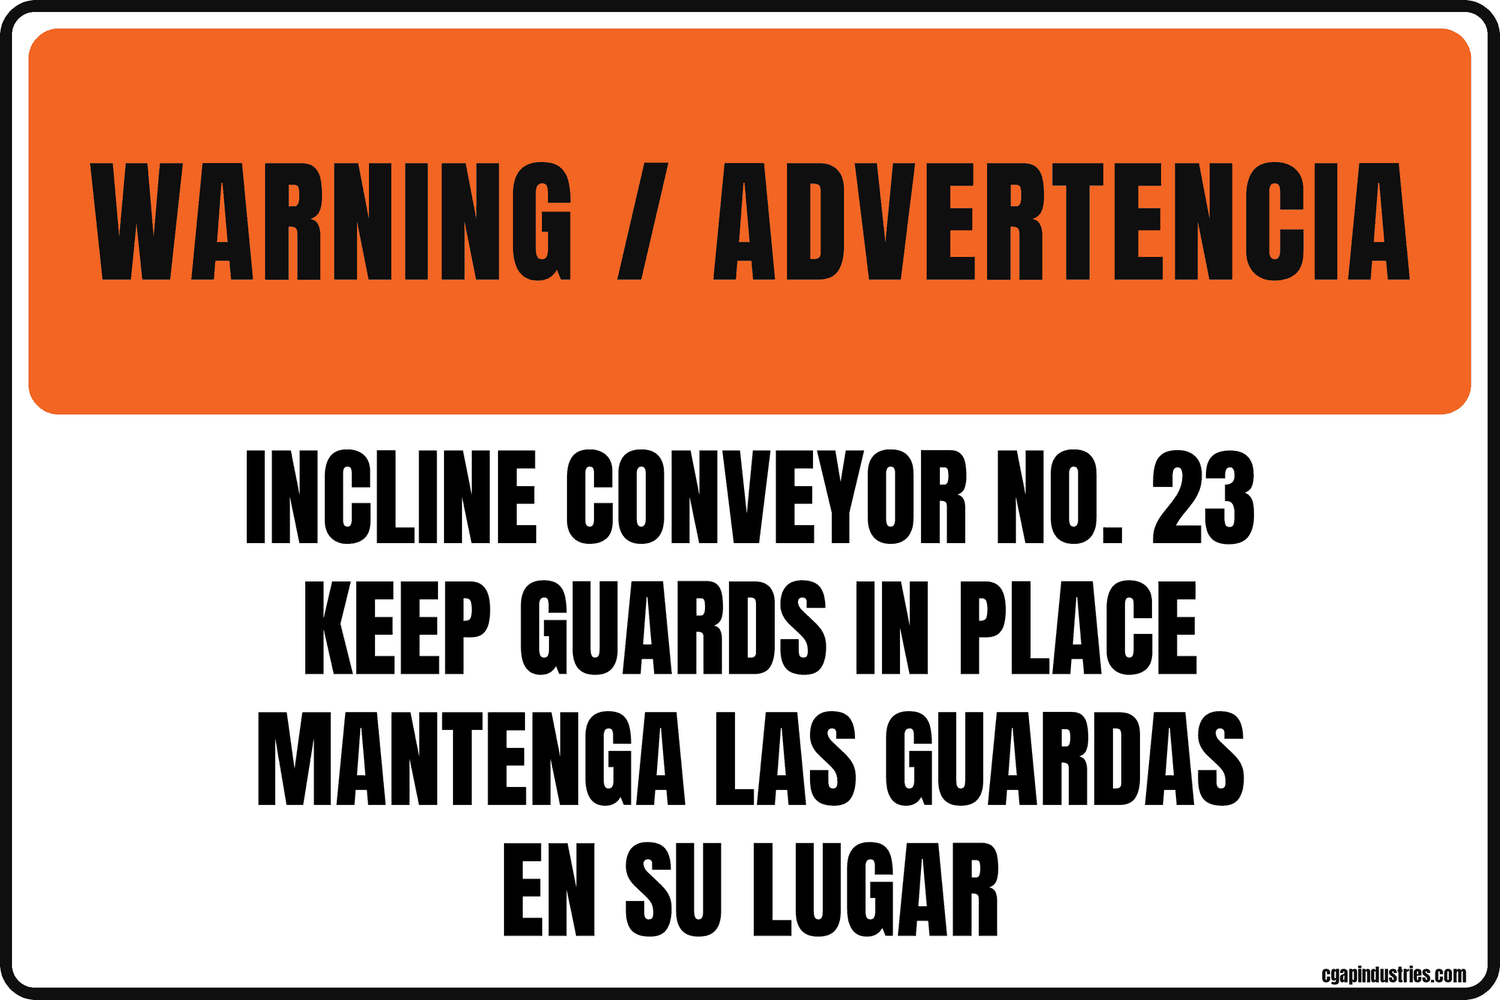 WARNING / ADVERTENCIA
INCLINE CONVEYOR NO. 23
KEEP GUARDS IN PLACE
MANTENGA LAS GUARDAS
EN SU LUGAR
cgapindustries.com